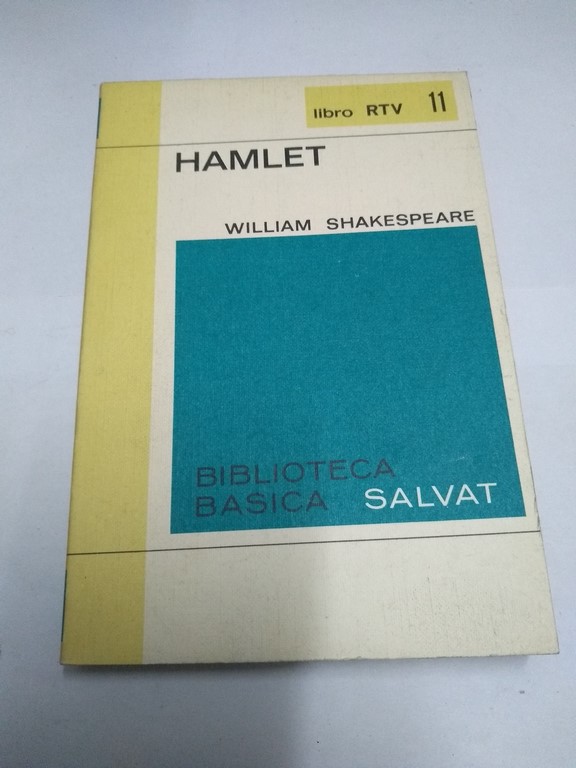 libro RTV 11
HAMLET
WILLIAM SHAKESPEARE
BIBLIOTECA
BASICA SALVAT